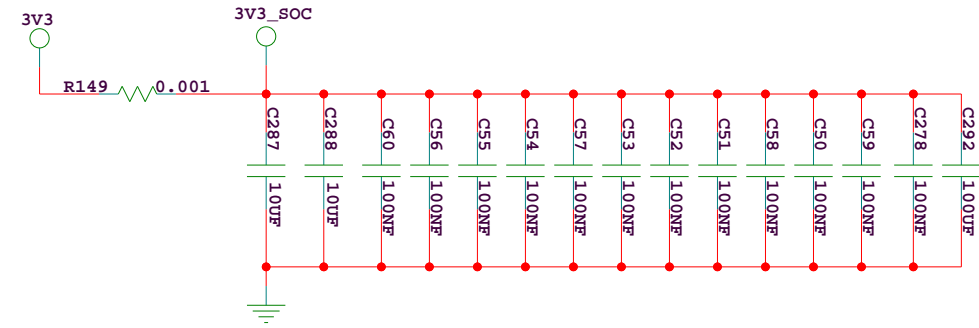 3V3
3V3_SOC
R149
0.001
C287
10UF
C288
10UF
C60
100NF
C56
100NF
C55
100NF
C54
100NF
C57
100NF
C53
100NF
C52
100NF
C51
100NF
C58
100NF
C50
100NF
C59
100NF
C278
100NF
C292
100UF